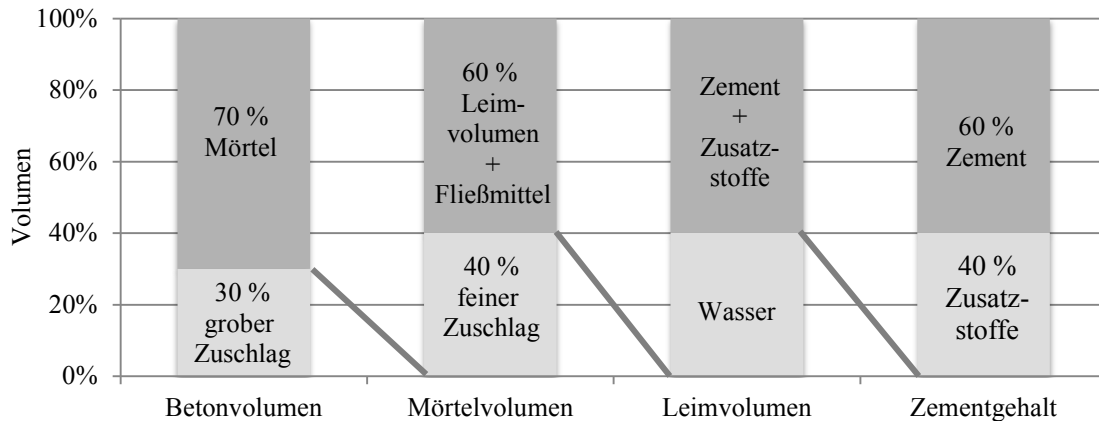 Volumen
100%
80%
60%
40%
20%
0%
70 %
Mörtel
30 %
grober
Zuschlag
60 %
Leim-
volumen
+
Fließmittel
40 %
feiner
Zuschlag
Zement
+
Zusatz-
stoffe
Wasser
60 %
Zement
40 %
Zusatz-
stoffe
Betonvolumen
Mörtelvolumen
Leimvolumen
Zementgehalt